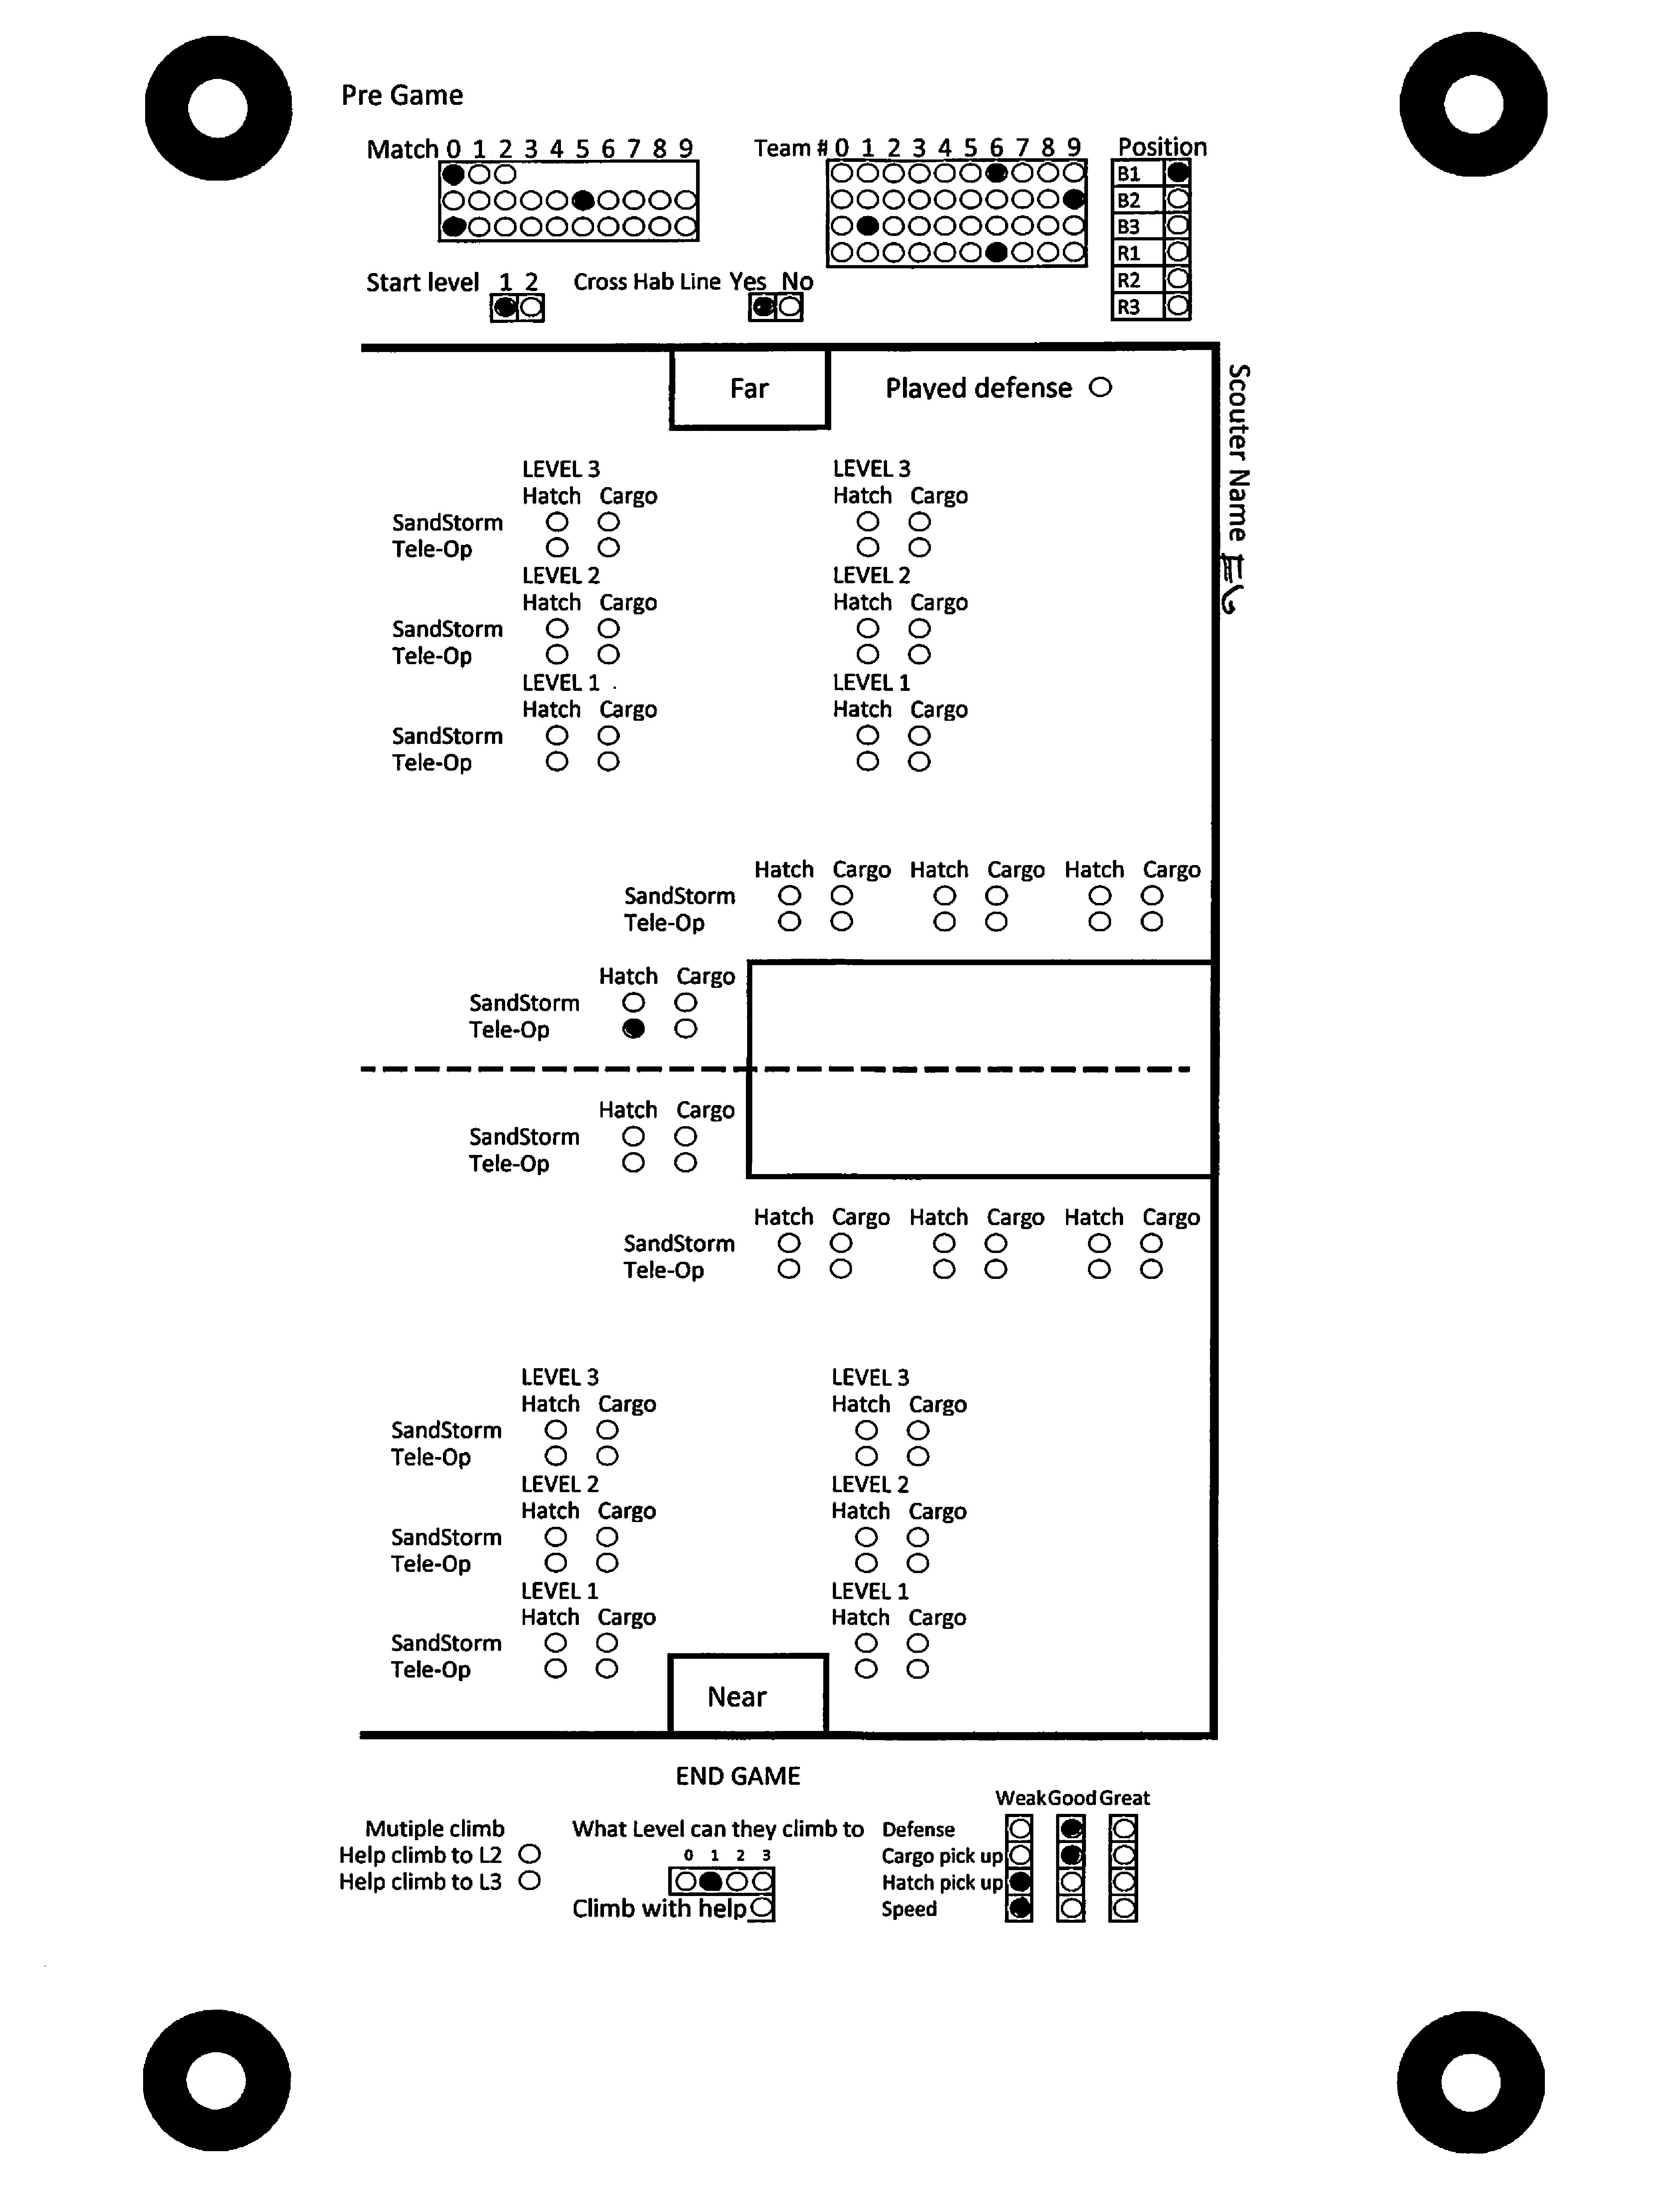 Pre Game
Match 0 1 2 3 4 5 6 7 8 9
Team # 0 1 2 3 4 5 6 7 8 9
Position
B1
B2
B3
R1
R2
R3
Start level 1 2
Cross Hab Line Yes No
Far
Played defense
Scouter Name EG
LEVEL 3 LEVEL 3
Hatch Cargo Hatch Cargo
SandStorm
Tele-Op
LEVEL 2 LEVEL 2
Hatch Cargo Hatch Cargo
SandStorm
Tele-Op
LEVEL 1 LEVEL 1
Hatch Cargo Hatch Cargo
SandStorm
Tele-Op
Hatch Cargo Hatch Cargo Hatch Cargo
SandStorm
Tele-Op
Hatch Cargo
SandStorm
Tele-Op
Hatch Cargo
SandStorm
Tele-Op
Hatch Cargo Hatch Cargo Hatch Cargo
SandStorm
Tele-Op
LEVEL 3 LEVEL 3
Hatch Cargo Hatch Cargo
SandStorm
Tele-Op
LEVEL 2 LEVEL 2
Hatch Cargo Hatch Cargo
SandStorm
Tele-Op
LEVEL 1 LEVEL 1
Hatch Cargo Hatch Cargo
SandStorm
Tele-Op
Near
END GAME
Mutiple climb
Help climb to L2
Help climb to L3
What Level can they climb to
0 1 2 3
Climb with help
Weak Good Great
Defense
Cargo pick up
Hatch pick up
Speed